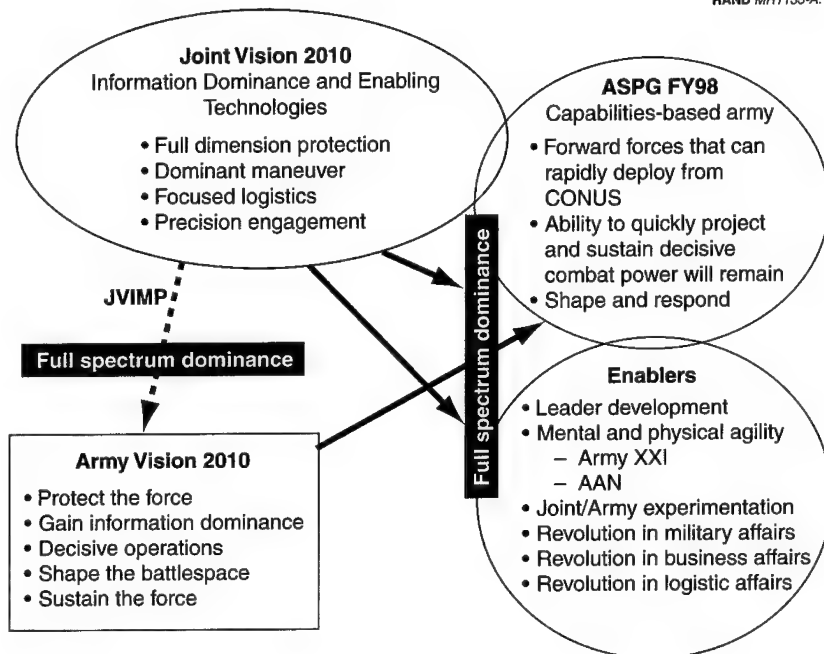 Joint Vision 2010
Information Dominance and Enabling
Technologies
• Full dimension protection
• Dominant maneuver
• Focused logistics
• Precision engagement
ASPG FY98
Capabilities-based army
• Forward forces that can
rapidly deploy from
CONUS
• Ability to quickly project
and sustain decisive
combat power will remain
• Shape and respond
JVIMP
Full spectrum dominance
Full spectrum dominance
Army Vision 2010
• Protect the force
• Gain information dominance
• Decisive operations
• Shape the battlespace
• Sustain the force
Enablers
• Leader development
• Mental and physical agility
– Army XXI
– AAN
• Joint/Army experimentation
• Revolution in military affairs
• Revolution in business affairs
• Revolution in logistic affairs